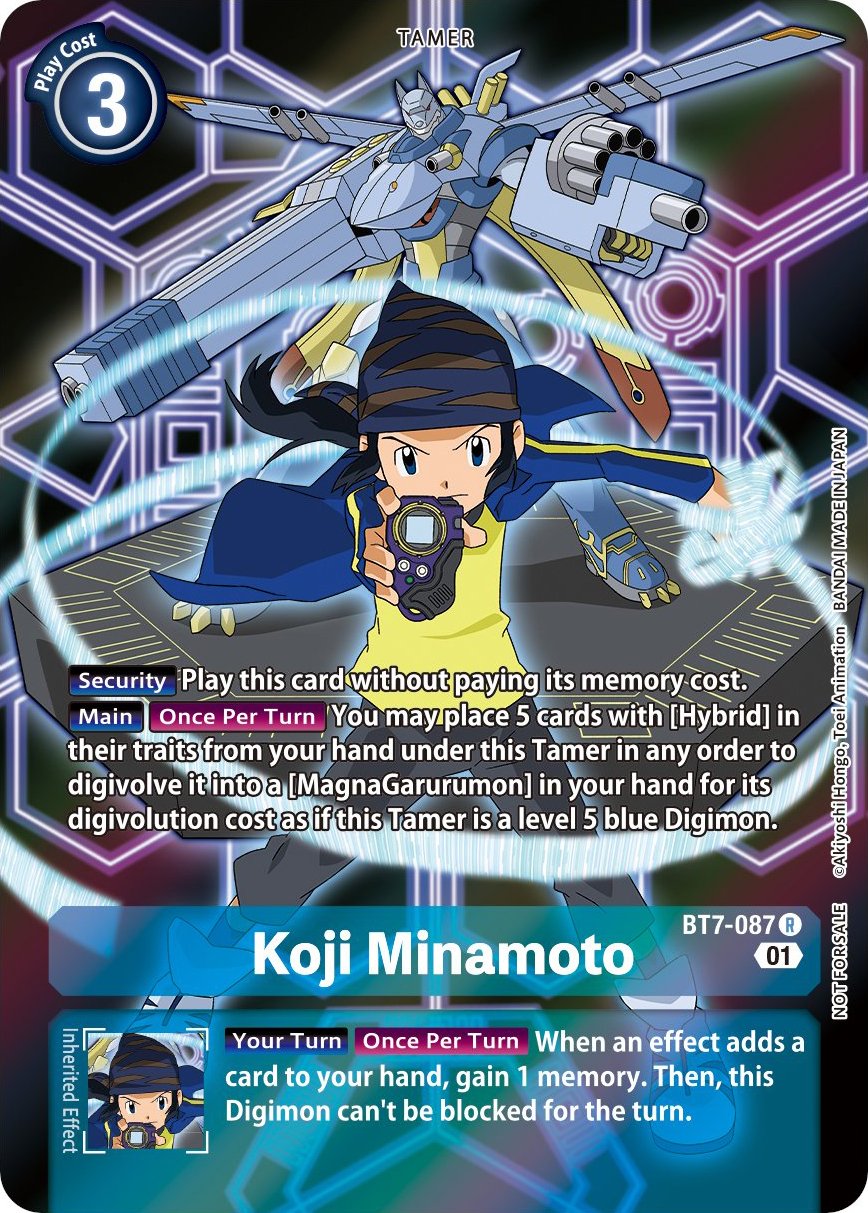 TAMER
Play Cost
3
Security Play this card without paying its memory cost.
Main Once Per Turn You may place 5 cards with [Hybrid] in
their traits from your hand under this Tamer in any order to
digivolve it into a [MagnaGarurumon] in your hand for its
digivolution cost as if this Tamer is a level 5 blue Digimon.
©Akiyoshi Hongo, Toei Animation BANDAI MADE IN JAPAN
NOT FOR SALE
BT7-087 R
Koji Minamoto
01
Inherited Effect
Your Turn Once Per Turn When an effect adds a
card to your hand, gain 1 memory. Then, this
Digimon can't be blocked for the turn.